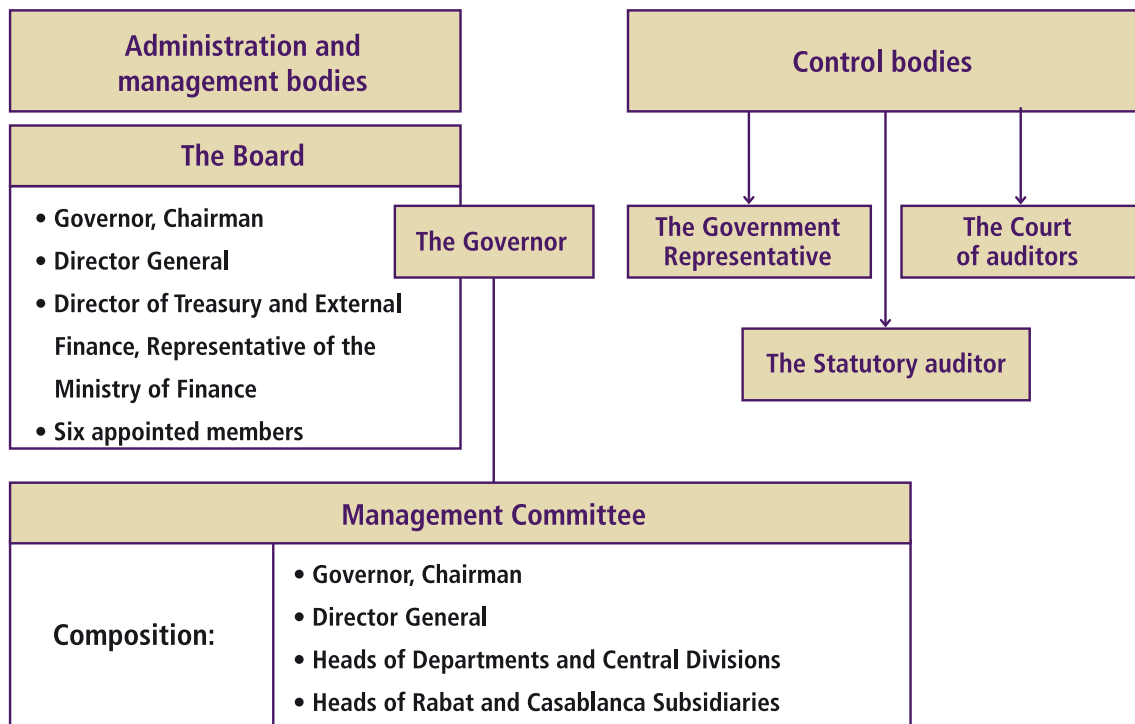 Administration and
management bodies
The Board
• Governor, Chairman
• Director General
• Director of Treasury and External
Finance, Representative of the
Ministry of Finance
• Six appointed members
The Governor
Control bodies
The Government
Representative
The Court
of auditors
The Statutory auditor
Management Committee
Composition:
• Governor, Chairman
• Director General
• Heads of Departments and Central Divisions
• Heads of Rabat and Casablanca Subsidiaries